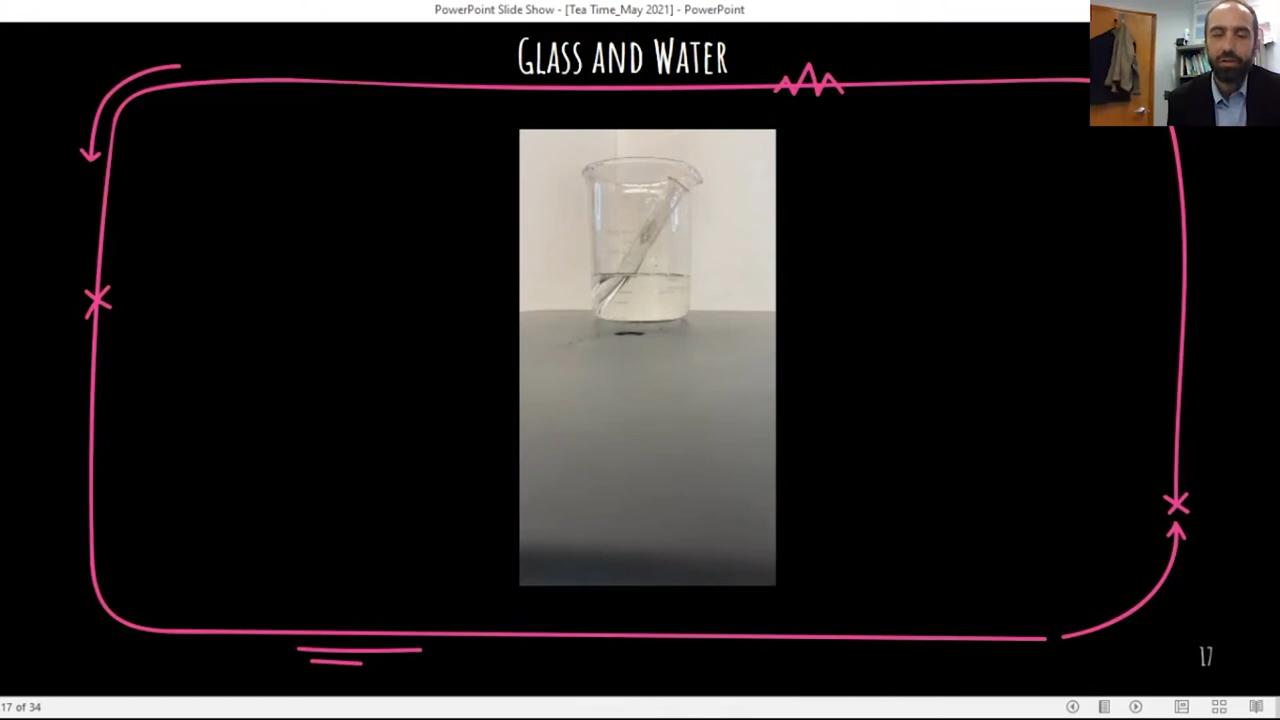 PowerPoint Slide Show - [Tea Time_May 2021] - PowerPoint
GLASS AND WATER
17
17 of 34